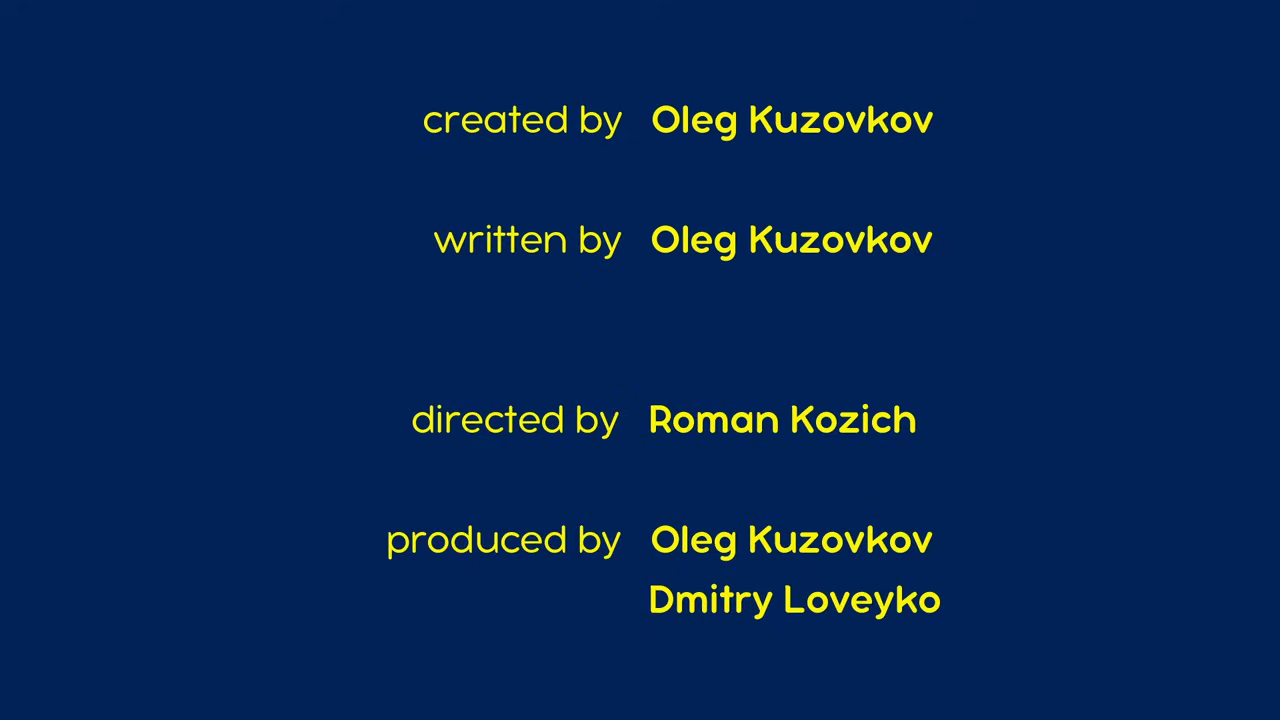 created by Oleg Kuzovkov
written by Oleg Kuzovkov
directed by Roman Kozich
produced by Oleg Kuzovkov
Dmitry Loveyko